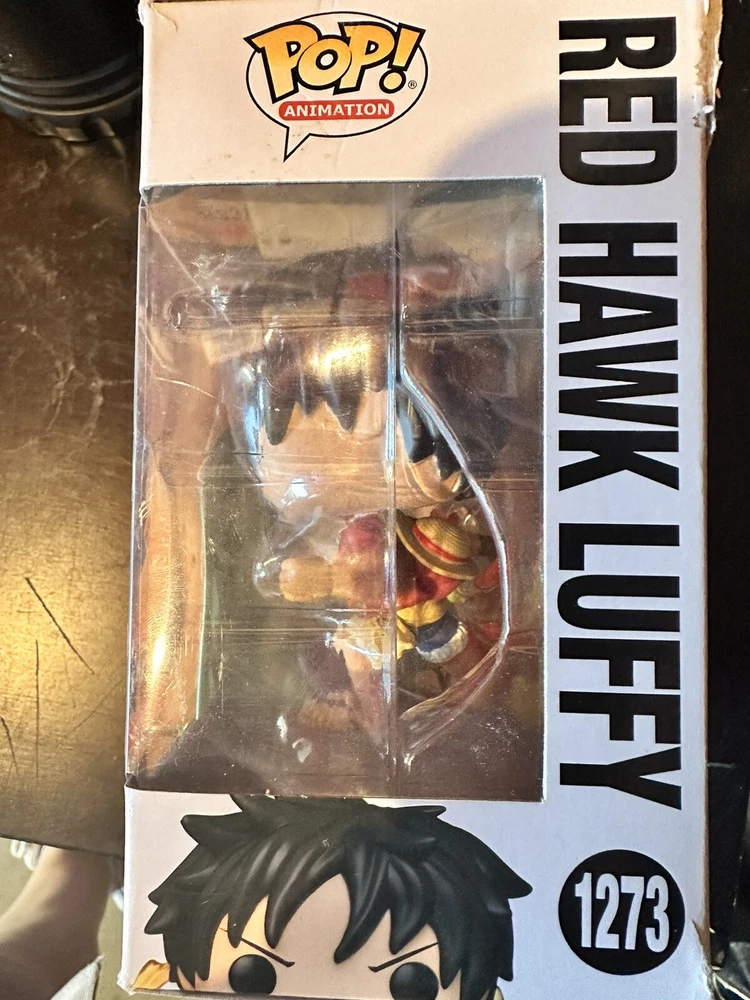 POP!®
ANIMATION
RED HAWK LUFFY
1273